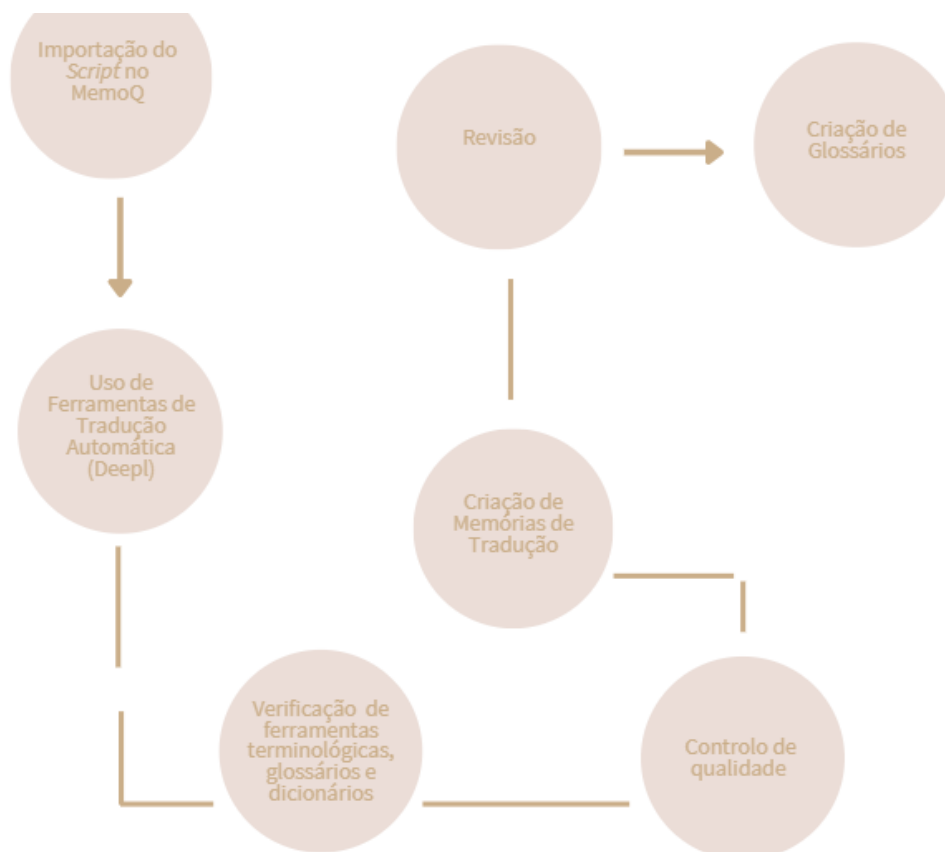 Importação do
Script no
MemoQ
Revisão
Criação de
Glossários
Uso de
Ferramentas de
Tradução
Automática
(Deepl)
Criação de
Memórias de
Tradução
Verificação de
ferramentas
terminológicas,
glossários e
dicionários
Controlo de
qualidade